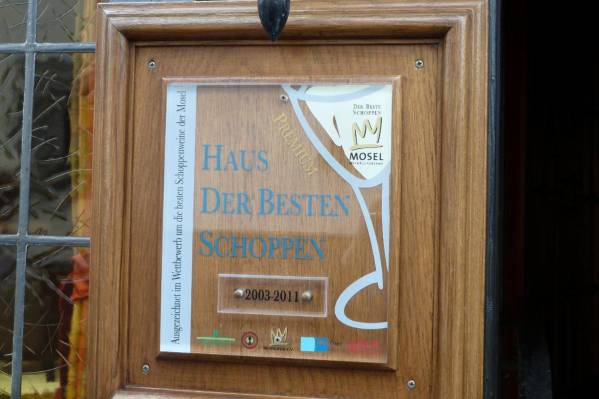 Ausgezeichnet im Wettbewerb um die besten Schoppenweine der Mosel
PREMIUM
DER BESTE
SCHOPPEN
MOSEL
HAUS
DER BESTEN
SCHOPPEN
2003-2011